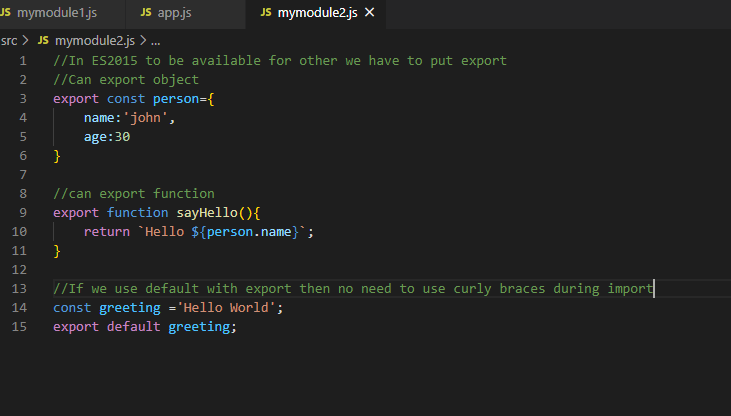 JS mymodule1.js JS app.js JS mymodule2.js ×
src > JS mymodule2.js > ...
1 //In ES2015 to be available for other we have to put export
2 //Can export object
3 export const person={
4     name:'john',
5     age:30
6 }
7
8 //can export function
9 export function sayHello(){
10     return `Hello ${person.name}`;
11 }
12
13 //If we use default with export then no need to use curly braces during import
14 const greeting ='Hello World';
15 export default greeting;